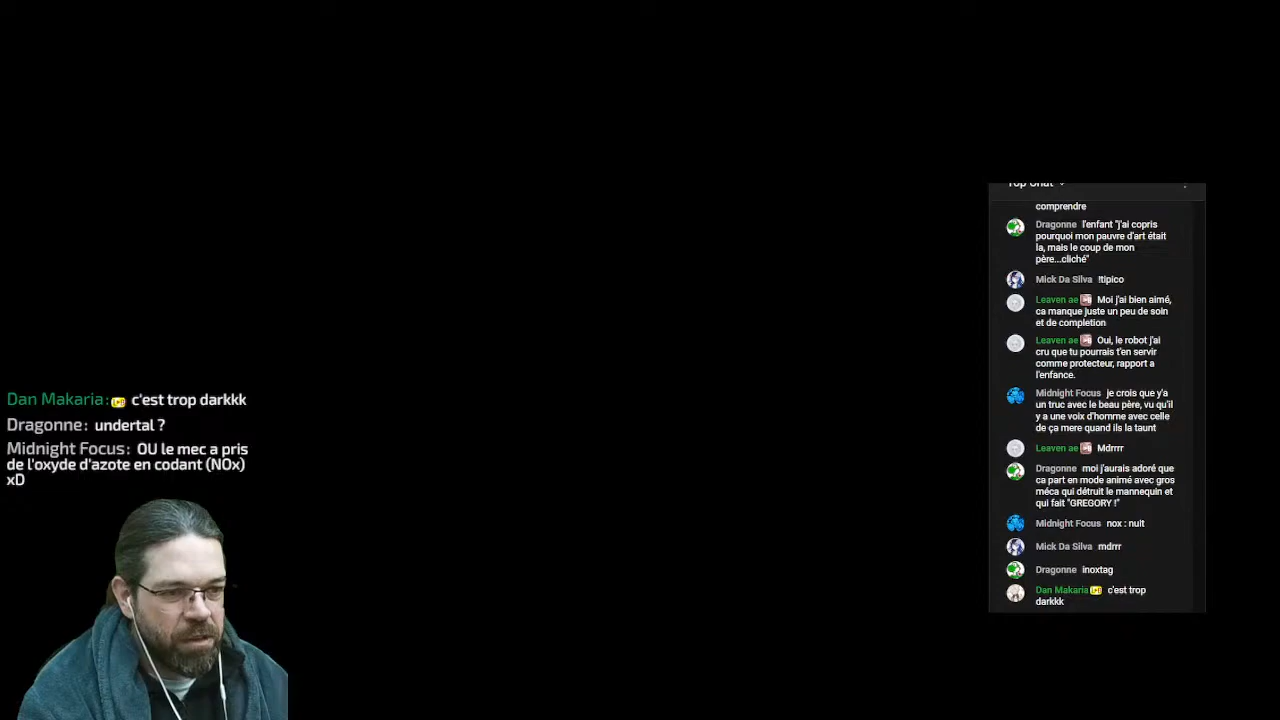 Dan Makaria: c'est trop darkkk
Dragonne: undertal ?
Midnight Focus: OU le mec a pris
de l'oxyde d'azote en codant (NOx)
xD
Top Chat
comprendre
Dragonne l'enfant "j'ai copris
pourquoi mon pauvre d'art était
la, mais le coup de mon
père...cliché"
Mick Da Silva !tipico
Leaven ae Moi j'ai bien aimé,
ca manque juste un peu de soin
et de completion
Leaven ae Oui, le robot j'ai
cru que tu pourrais t'en servir
comme protecteur, rapport a
l'enfance.
Midnight Focus je crois que y'a
un truc avec le beau père, vu qu'il
y a une voix d'homme avec celle
de ça mere quand ils la taunt
Leaven ae Mdrrrr
Dragonne moi j'aurais adoré que
ca part en mode animé avec gros
méca qui détruit le mannequin et
qui fait "GREGORY !"
Midnight Focus nox : nuit
Mick Da Silva mdrrr
Dragonne inoxtag
Dan Makaria c'est trop
darkkk